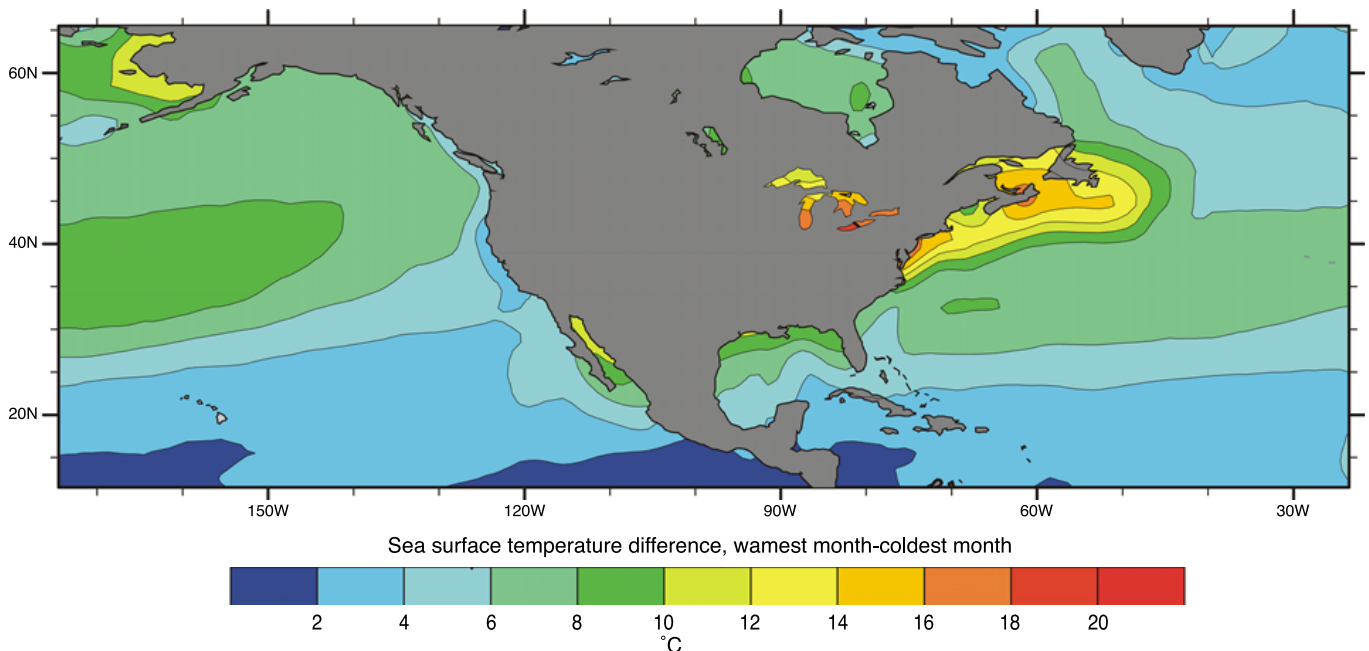 60N
40N
20N
150W 120W 90W 60W 30W
Sea surface temperature difference, wamest month-coldest month
2 4 6 8 10 12 14 16 18 20
°C